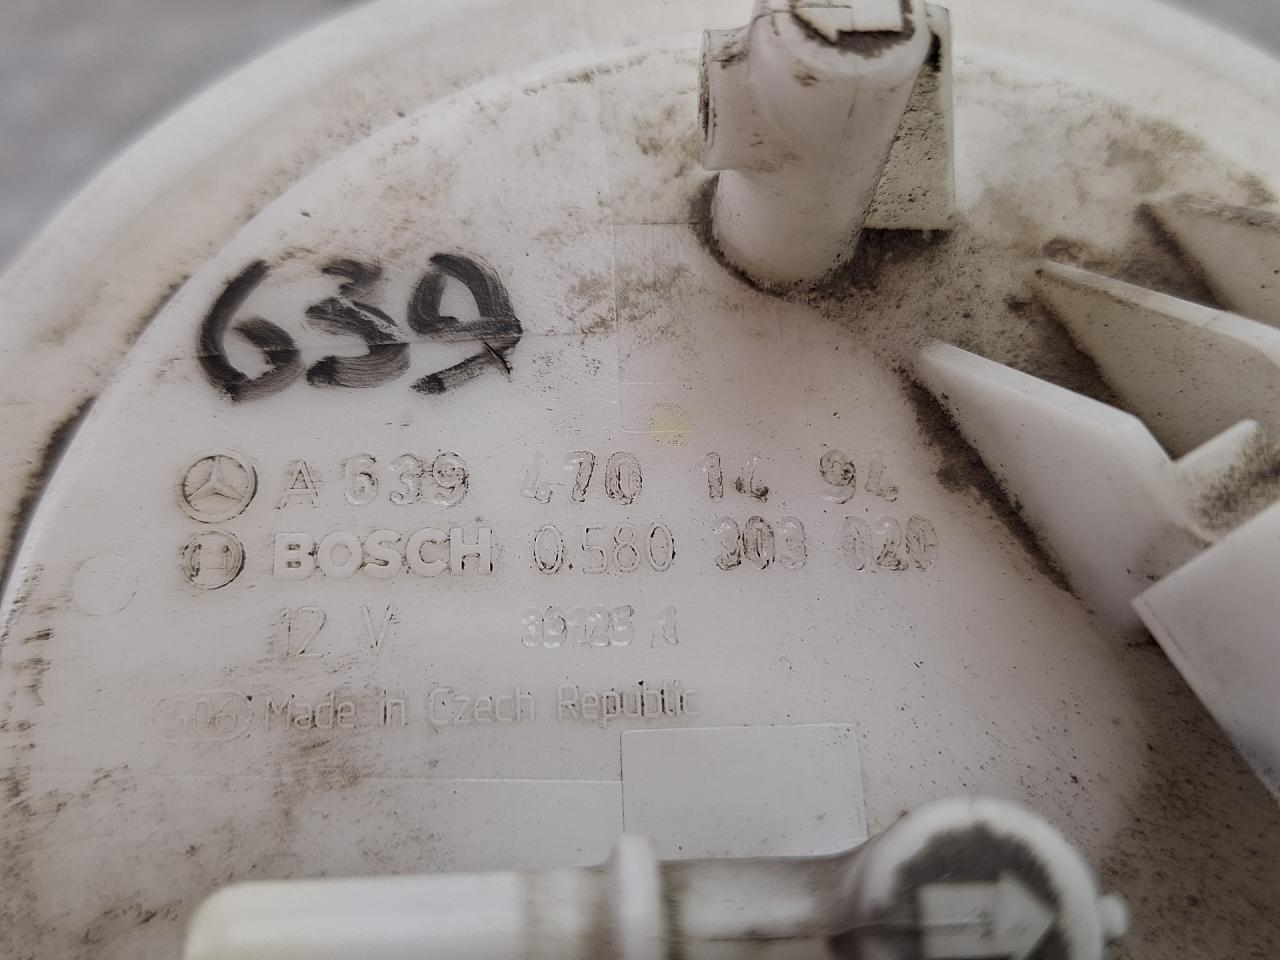 639
A 639 470 14 94
BOSCH 0.580 303 020
12 V
Made in Czech Republic